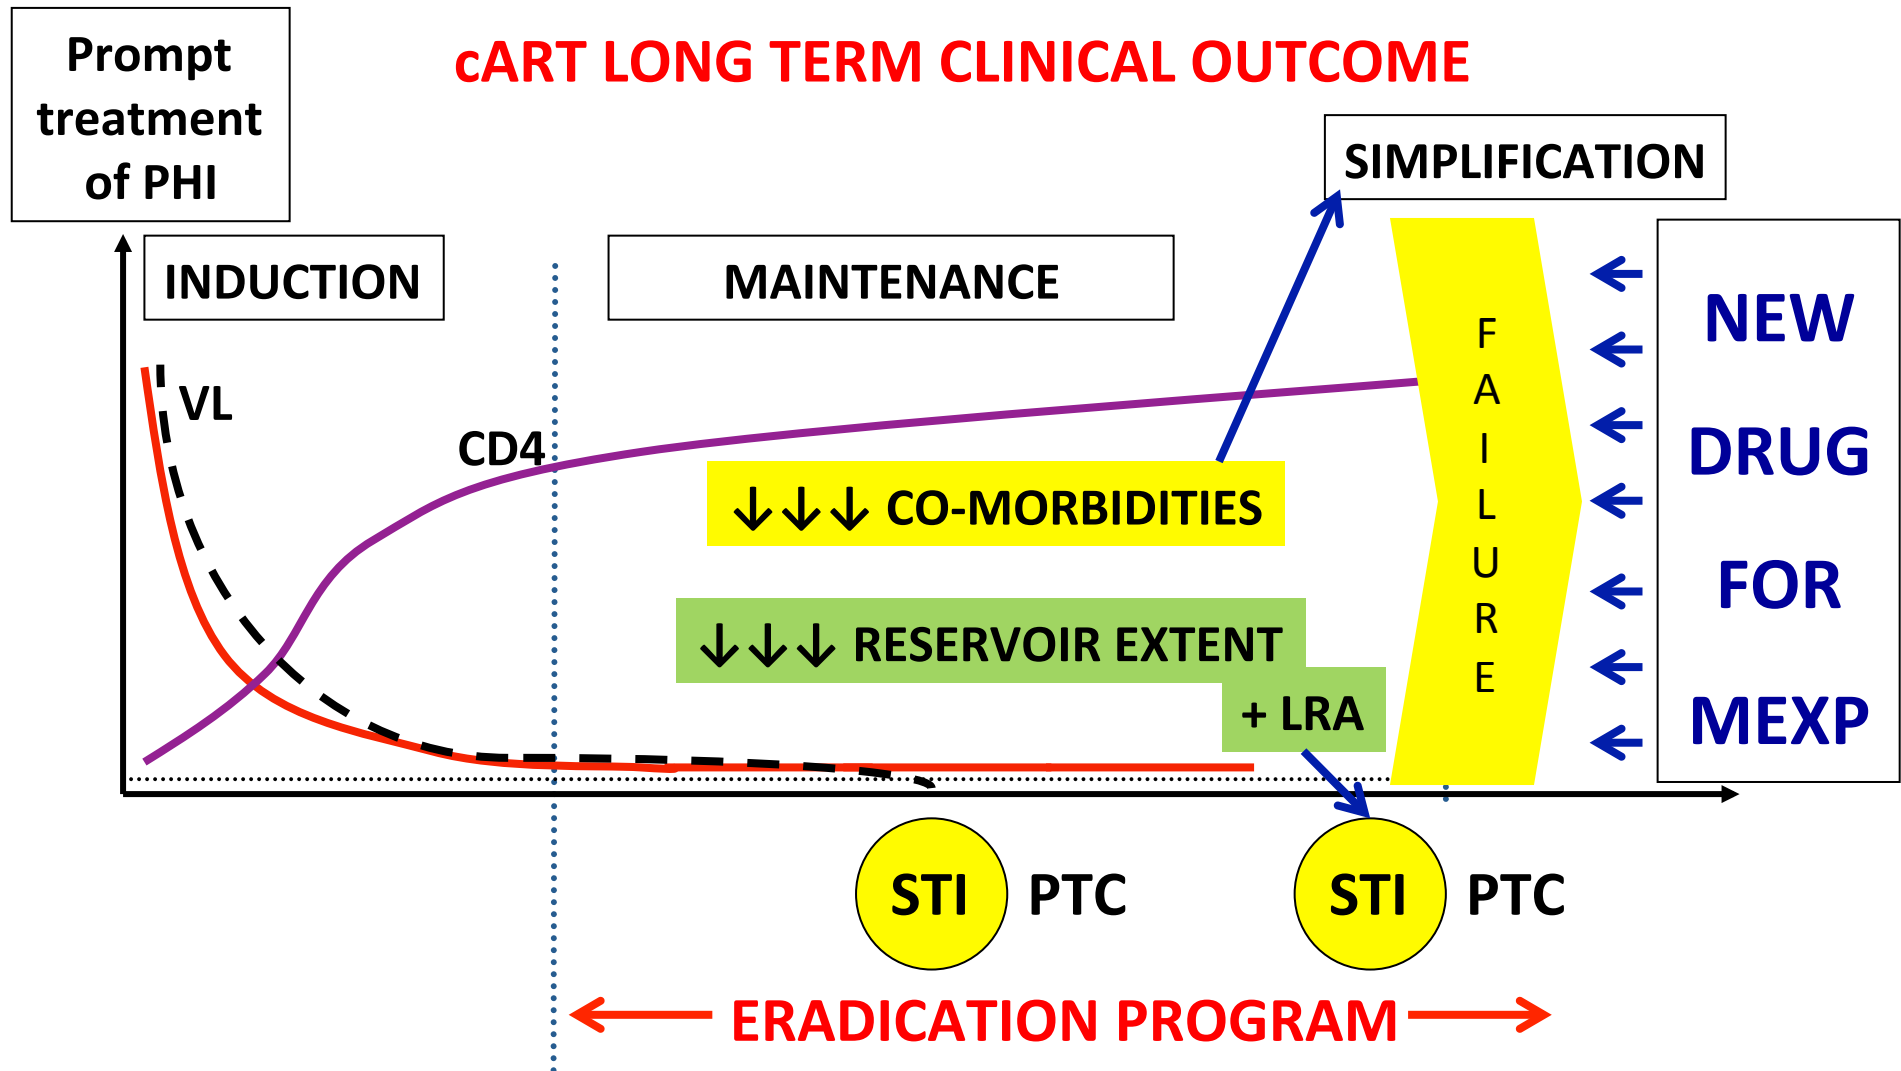 Prompt
treatment
of PHI
cART LONG TERM CLINICAL OUTCOME
SIMPLIFICATION
INDUCTION
MAINTENANCE
VL
CD4
↓↓↓ CO-MORBIDITIES
↓↓↓ RESERVOIR EXTENT
+ LRA
F
A
I
L
U
R
E
NEW
DRUG
FOR
MEXP
STI PTC
STI PTC
ERADICATION PROGRAM